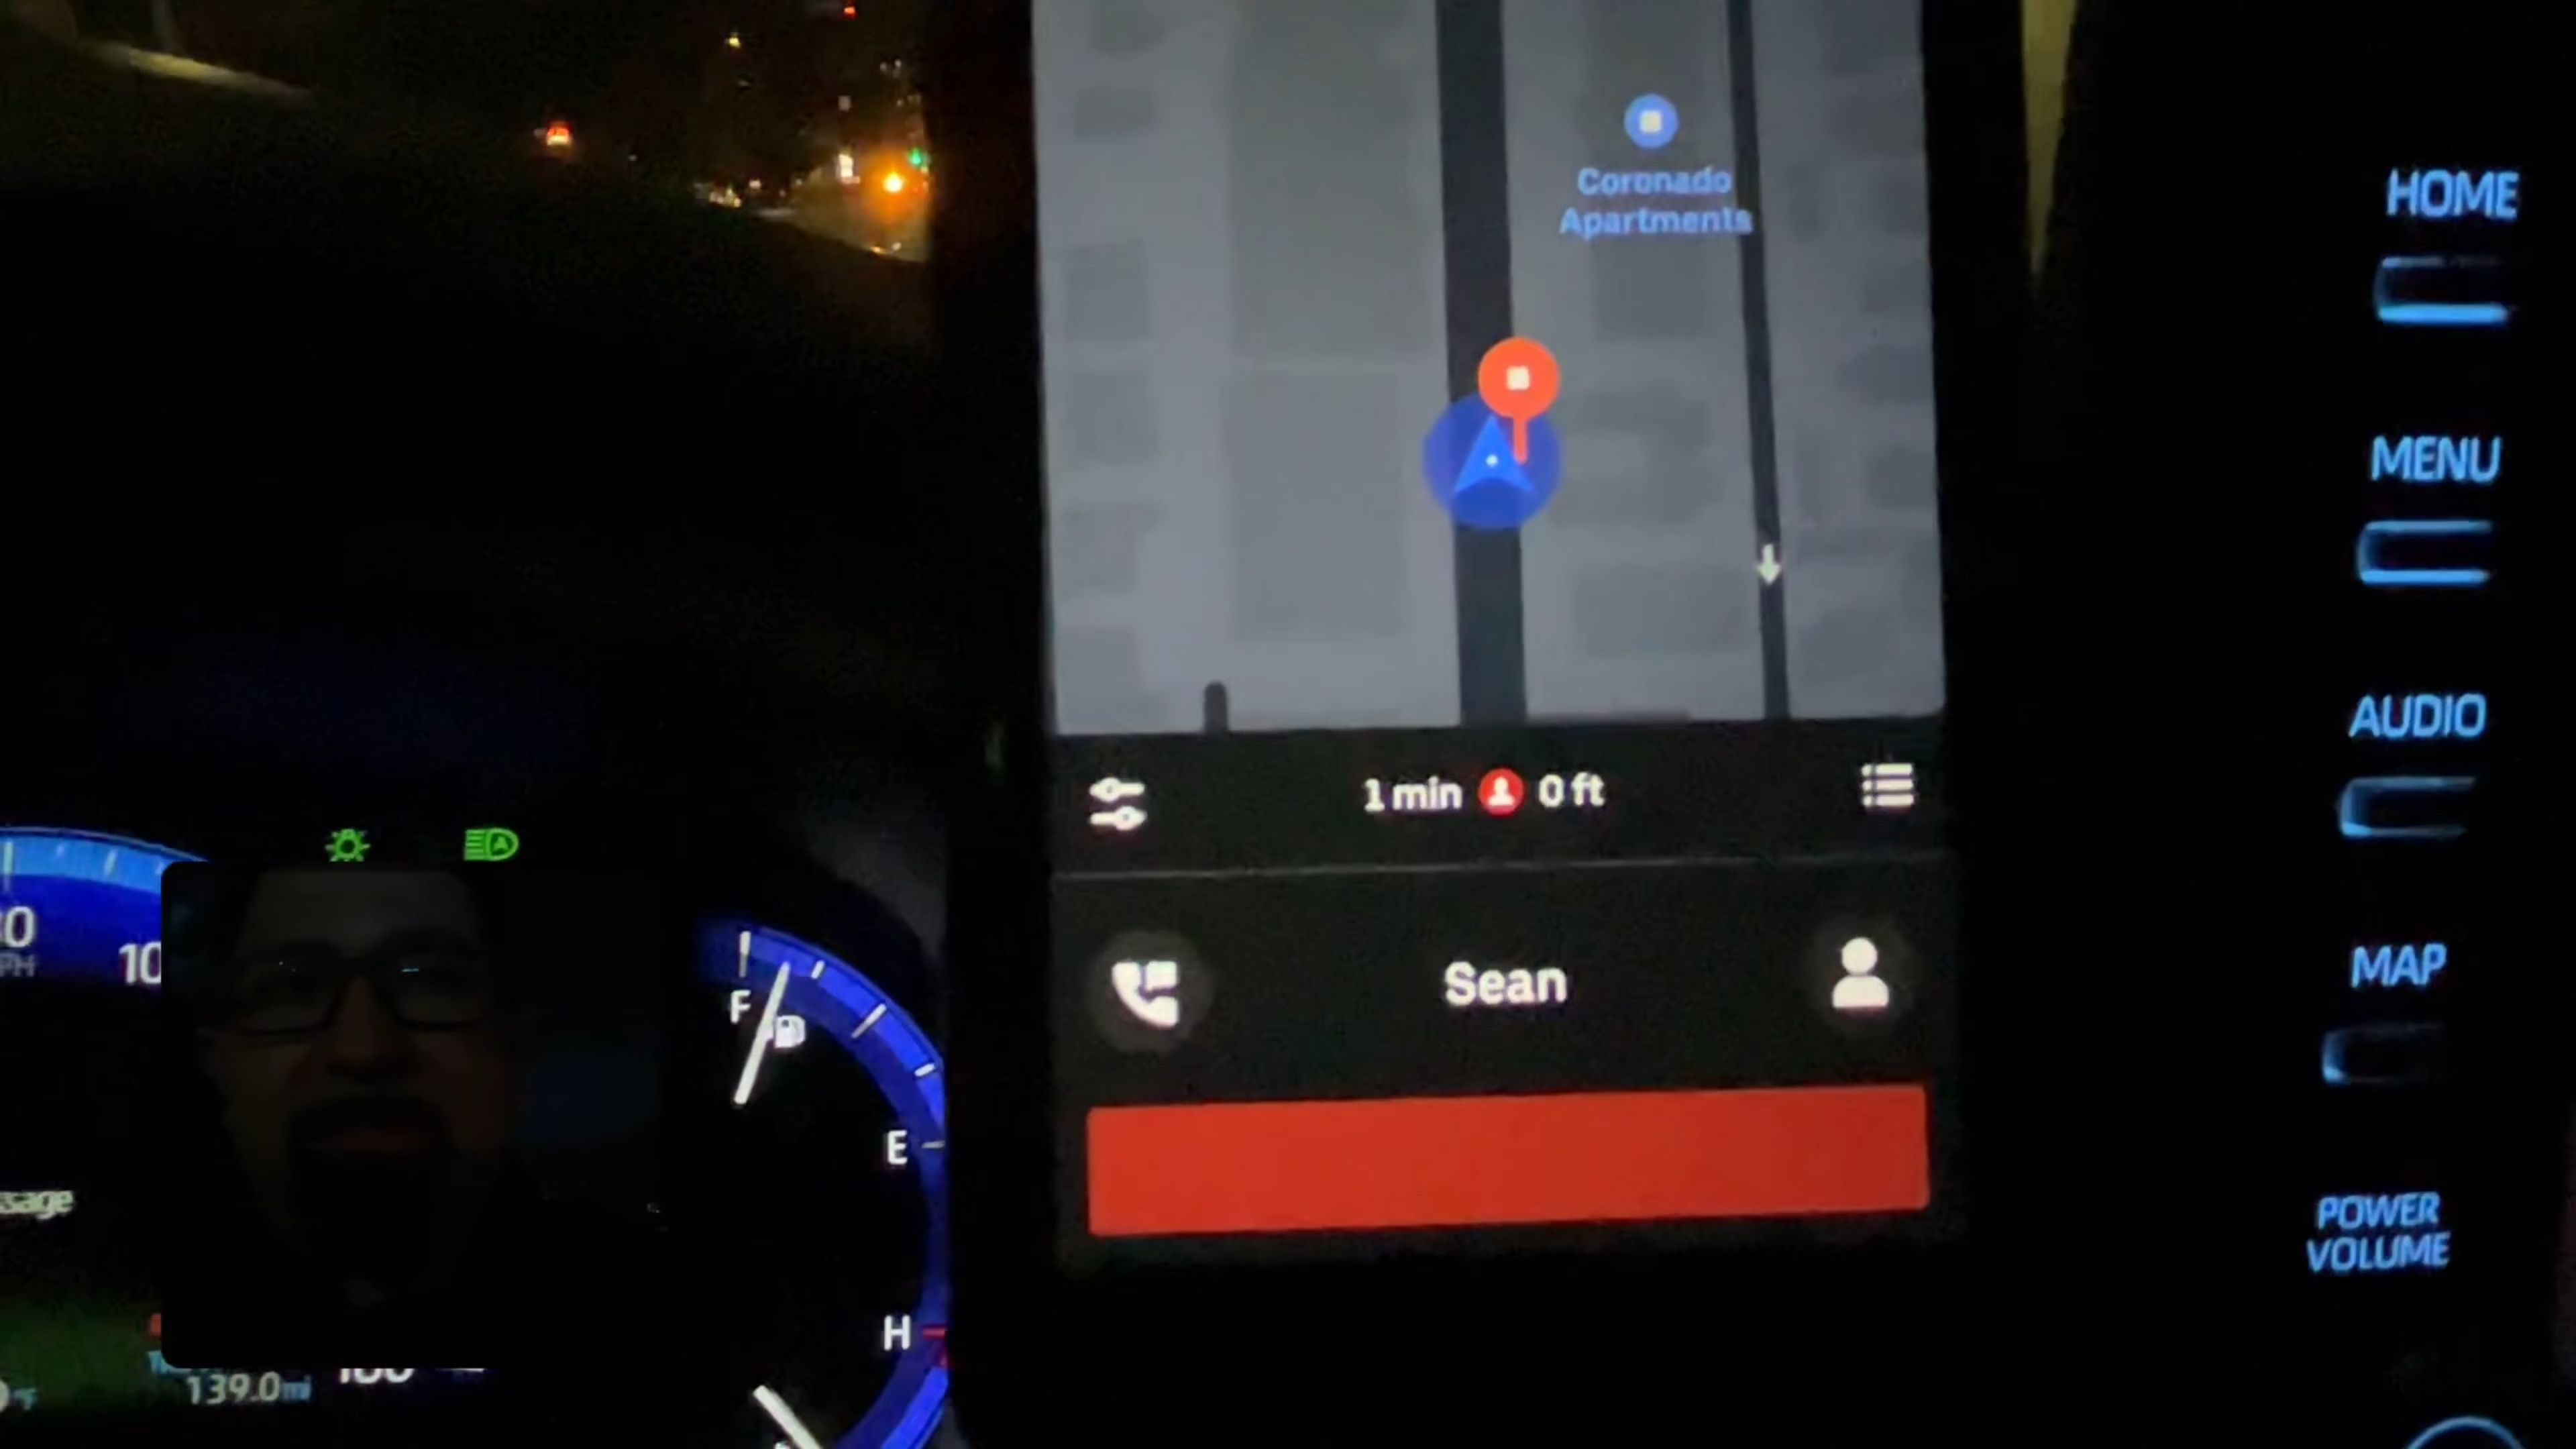 Coronado
Apartments
1 min 0 ft
Sean
HOME
MENU
AUDIO
MAP
POWER
VOLUME
F
E
H
139.0mi